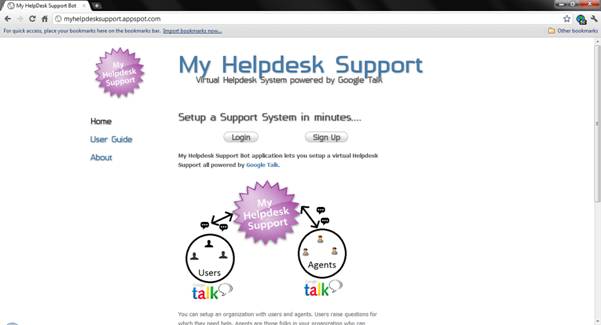 My HelpDesk Support Bot
myhelpdesksupport.appspot.com
For quick access, place your bookmarks here on the bookmarks bar. Import bookmarks now...
Other bookmarks
My
Helpdesk
Support
My Helpdesk Support
Virtual Helpdesk System powered by Google Talk
Home
User Guide
About
Setup a Support System in minutes....
Login
Sign Up
My Helpdesk Support Bot application lets you setup a virtual Helpdesk
Support all powered by Google Talk.
My
Helpdesk
Support
Users
Agents
Google
talk
talk
You can setup an organization with users and agents. Users raise questions for
which they need help. Agents are those folks in your organization who can